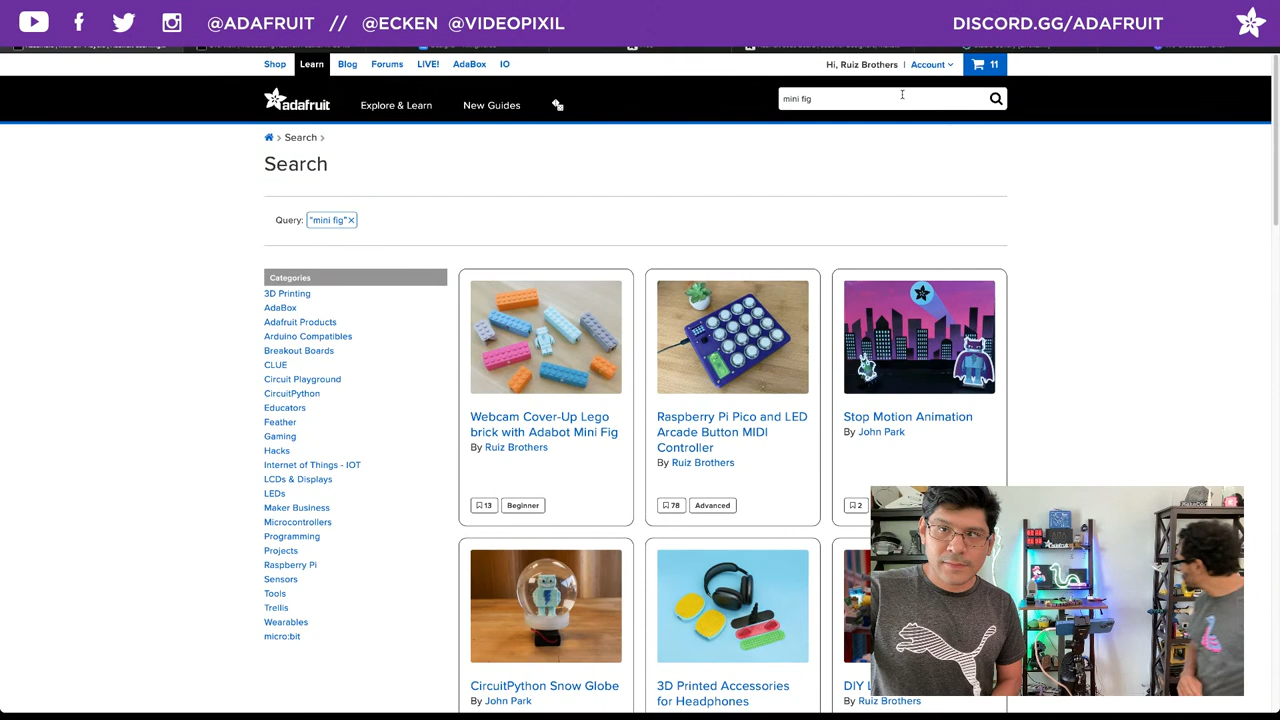 @ADAFRUIT // @ECKEN @VIDEOPIXIL
DISCORD.GG/ADAFRUIT
Shop Learn Blog Forums LIVE! AdaBox IO
Hi, Ruiz Brothers | Account 11
adafruit
Explore & Learn New Guides
mini fig
Search
Search
Query: "mini fig"
Categories
3D Printing
AdaBox
Adafruit Products
Arduino Compatibles
Breakout Boards
CLUE
Circuit Playground
CircuitPython
Educators
Feather
Gaming
Hacks
Internet of Things - IOT
LCDs & Displays
LEDs
Maker Business
Microcontrollers
Programming
Projects
Raspberry Pi
Sensors
Tools
Trellis
Wearables
micro:bit
Webcam Cover-Up Lego
brick with Adabot Mini Fig
By Ruiz Brothers
13 Beginner
Raspberry Pi Pico and LED
Arcade Button MIDI
Controller
By Ruiz Brothers
78 Advanced
Stop Motion Animation
By John Park
2
CircuitPython Snow Globe
By John Park
3D Printed Accessories
for Headphones
DIY
By Ruiz Brothers